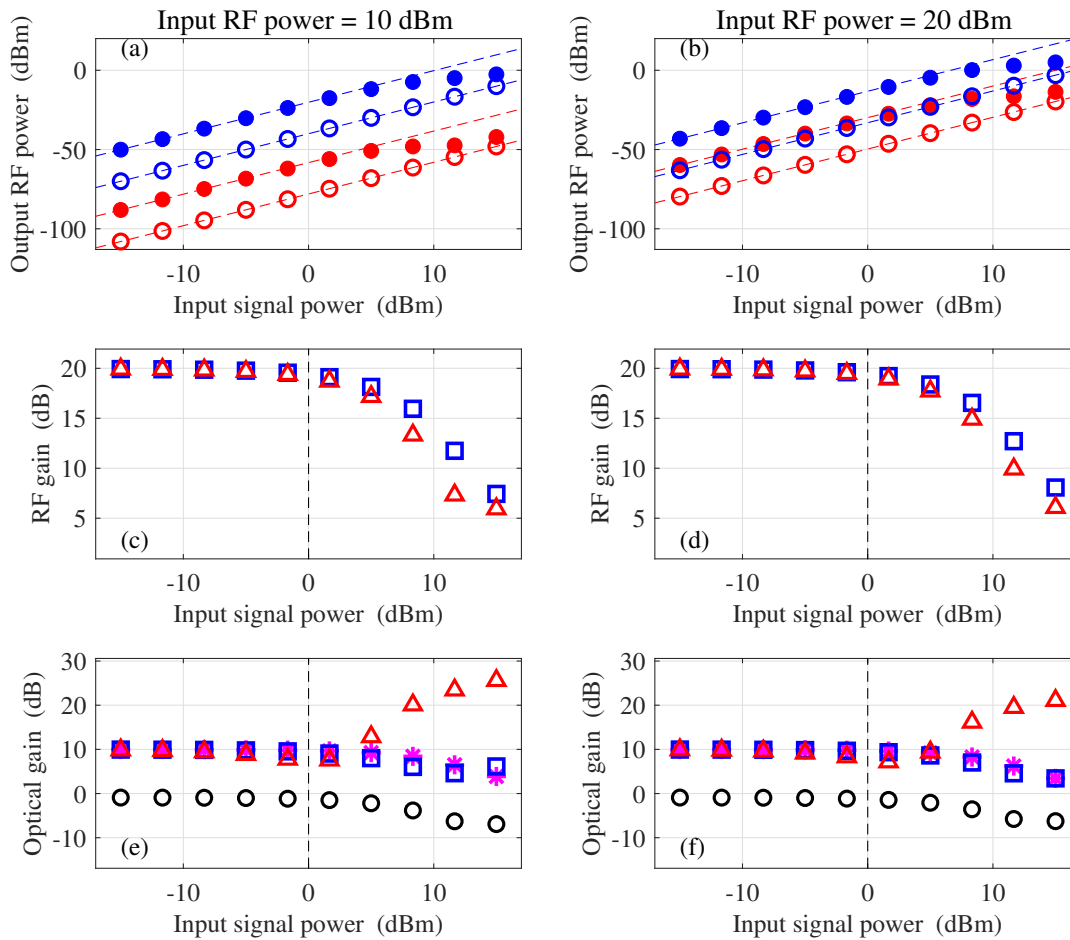 Input RF power = 10 dBm
Input RF power = 20 dBm
(a)
Output RF power (dBm)
0
-50
-100
-10
0
10
Input signal power (dBm)
(b)
Output RF power (dBm)
0
-50
-100
-10
0
10
Input signal power (dBm)
(c)
RF gain (dB)
20
15
10
5
-10
0
10
Input signal power (dBm)
(d)
RF gain (dB)
20
15
10
5
-10
0
10
Input signal power (dBm)
(e)
Optical gain (dB)
30
20
10
0
-10
-10
0
10
Input signal power (dBm)
(f)
Optical gain (dB)
30
20
10
0
-10
-10
0
10
Input signal power (dBm)